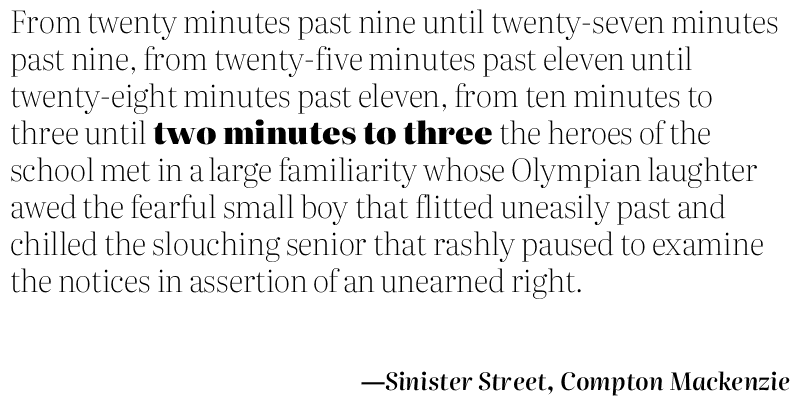 From twenty minutes past nine until twenty-seven minutes
past nine, from twenty-five minutes past eleven until
twenty-eight minutes past eleven, from ten minutes to
three until two minutes to three the heroes of the
school met in a large familiarity whose Olympian laughter
awed the fearful small boy that flitted uneasily past and
chilled the slouching senior that rashly paused to examine
the notices in assertion of an unearned right.
—Sinister Street, Compton Mackenzie